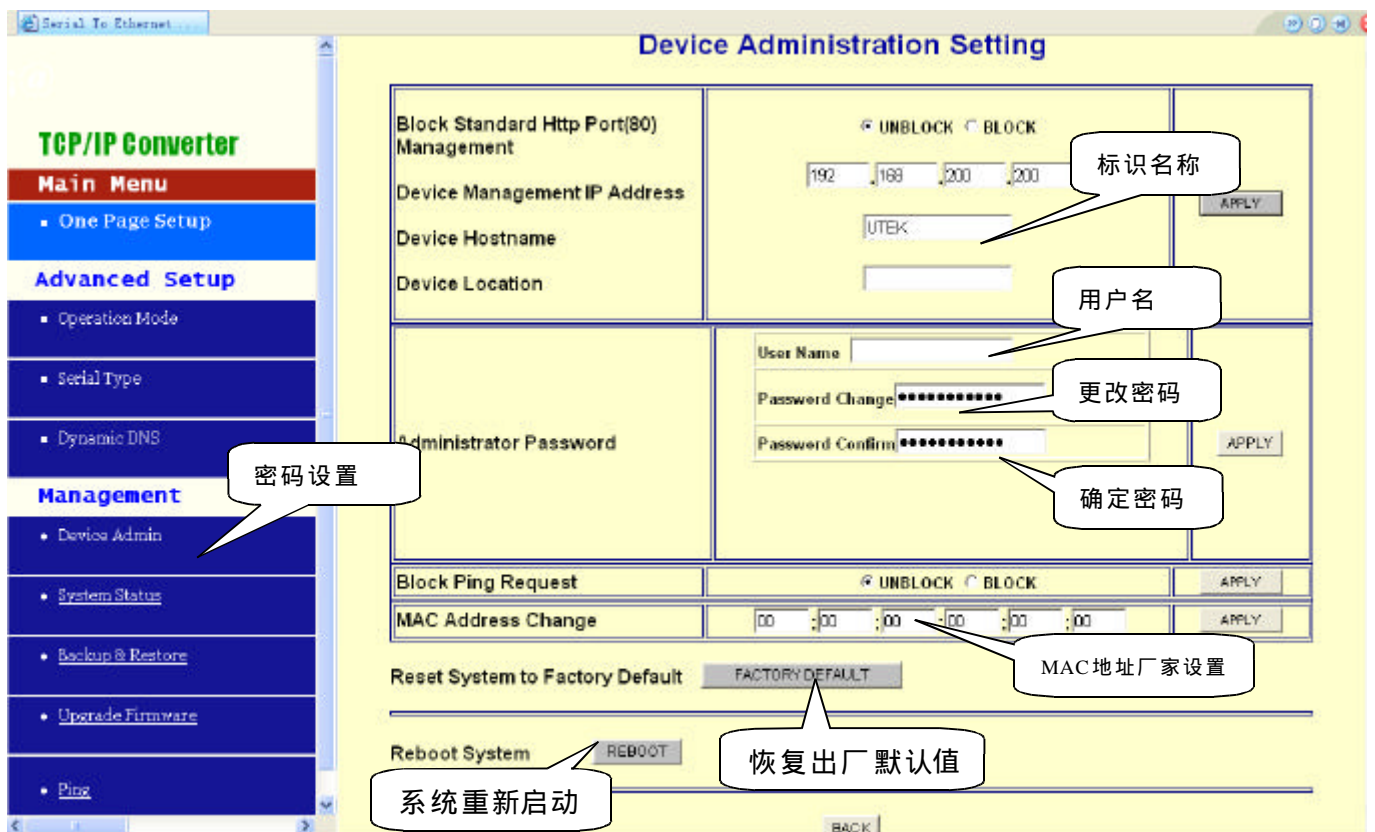 Serial To Ethernet....
TCP/IP Converter
Main Menu
One Page Setup
Advanced Setup
Operation Mode
Serial Type
Dynamic DNS
密码设置
Management
Device Admin
System Status
Backup & Restore
Upgrade Firmware
Ping
Device Administration Setting
Block Standard Http Port(80)
Management
UNBLOCK BLOCK
标识名称
Device Management IP Address
192 .168 .200 .200
APPLY
Device Hostname
UTEK
Device Location
用户名
Administrator Password
User Name
Password Change ●●●●●●●●●●●
更改密码
Password Confirm ●●●●●●●●●●●
APPLY
确定密码
Block Ping Request UNBLOCK BLOCK APPLY
MAC Address Change 00 :00 :00 :00 :00 :00 APPLY
MAC地址厂家设置
Reset System to Factory Default FACTORY DEFAULT
恢复出厂默认值
Reboot System REBOOT
系统重新启动
BACK